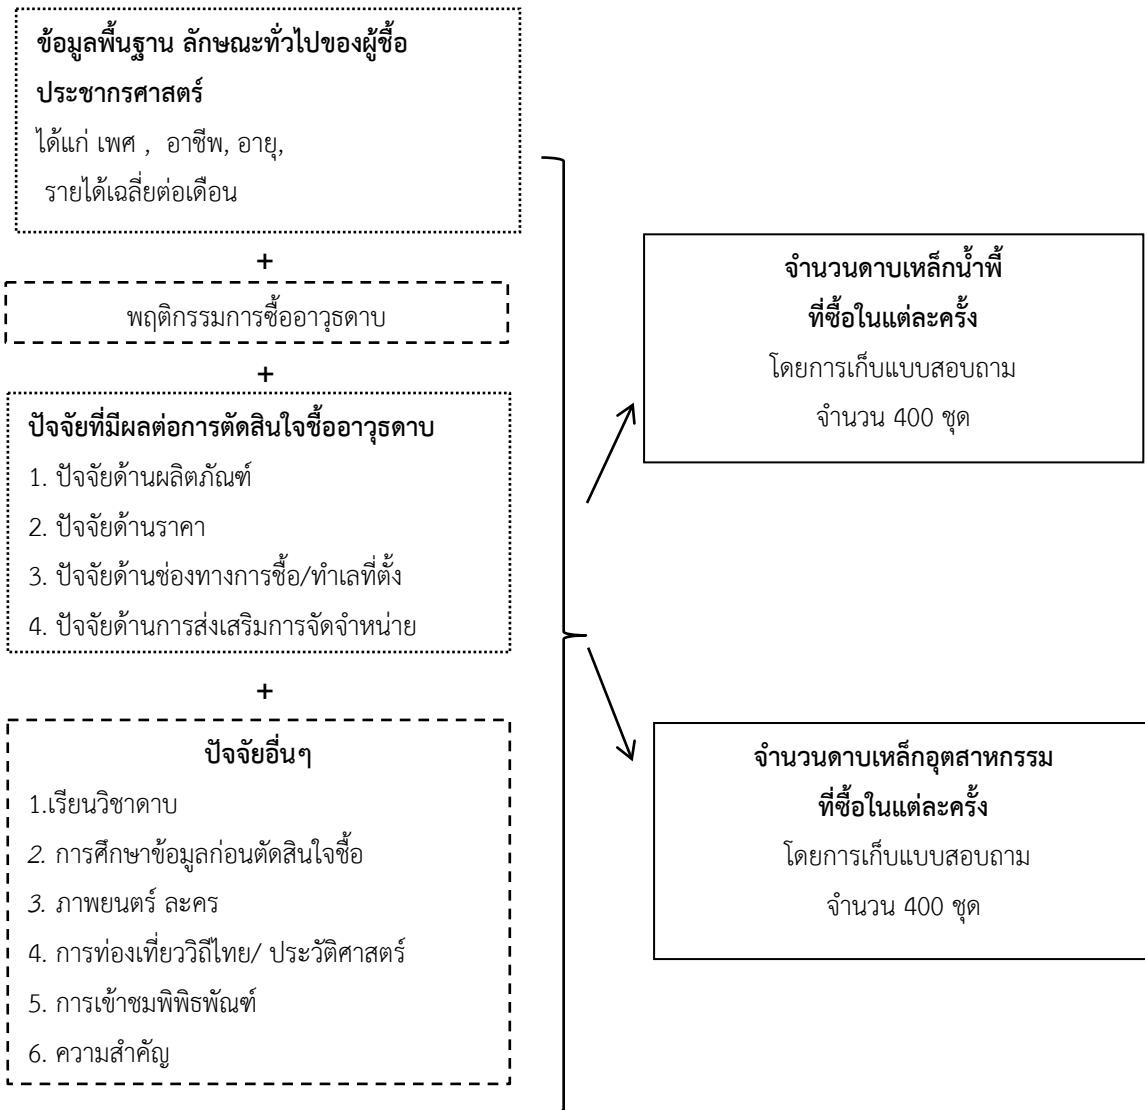 ข้อมูลพื้นฐาน ลักษณะทั่วไปของผู้ซื้อ
ประชากรศาสตร์
ได้แก่ เพศ , อาชีพ, อายุ,
รายได้เฉลี่ยต่อเดือน
+
พฤติกรรมการซื้ออาวุธดาบ
+
ปัจจัยที่มีผลต่อการตัดสินใจซื้ออาวุธดาบ
1. ปัจจัยด้านผลิตภัณฑ์
2. ปัจจัยด้านราคา
3. ปัจจัยด้านช่องทางการซื้อ/ทำเลที่ตั้ง
4. ปัจจัยด้านการส่งเสริมการจัดจำหน่าย
+
ปัจจัยอื่นๆ
1.เรียนวิชาดาบ
2. การศึกษาข้อมูลก่อนตัดสินใจซื้อ
3. ภาพยนตร์ ละคร
4. การท่องเที่ยววิถีไทย/ ประวัติศาสตร์
5. การเข้าชมพิพิธพัณฑ์
6. ความสำคัญ
จำนวนดาบเหล็กน้ำพี้
ที่ซื้อในแต่ละครั้ง
โดยการเก็บแบบสอบถาม
จำนวน 400 ชุด
จำนวนดาบเหล็กอุตสาหกรรม
ที่ซื้อในแต่ละครั้ง
โดยการเก็บแบบสอบถาม
จำนวน 400 ชุด